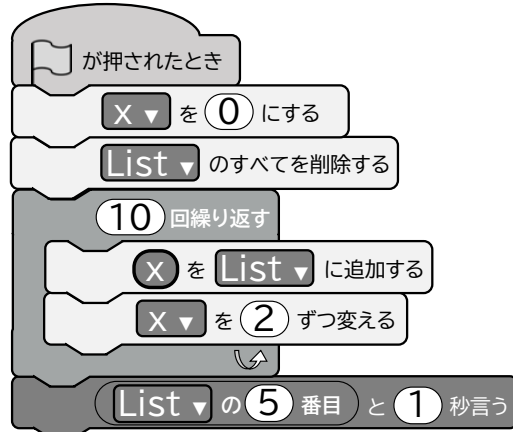 が押されたとき
x ▼ を 0 にする
List ▼ のすべてを削除する
10 回繰り返す
x を List ▼ に追加する
x ▼ を 2 ずつ変える
List ▼ の 5 番目 と 1 秒言う